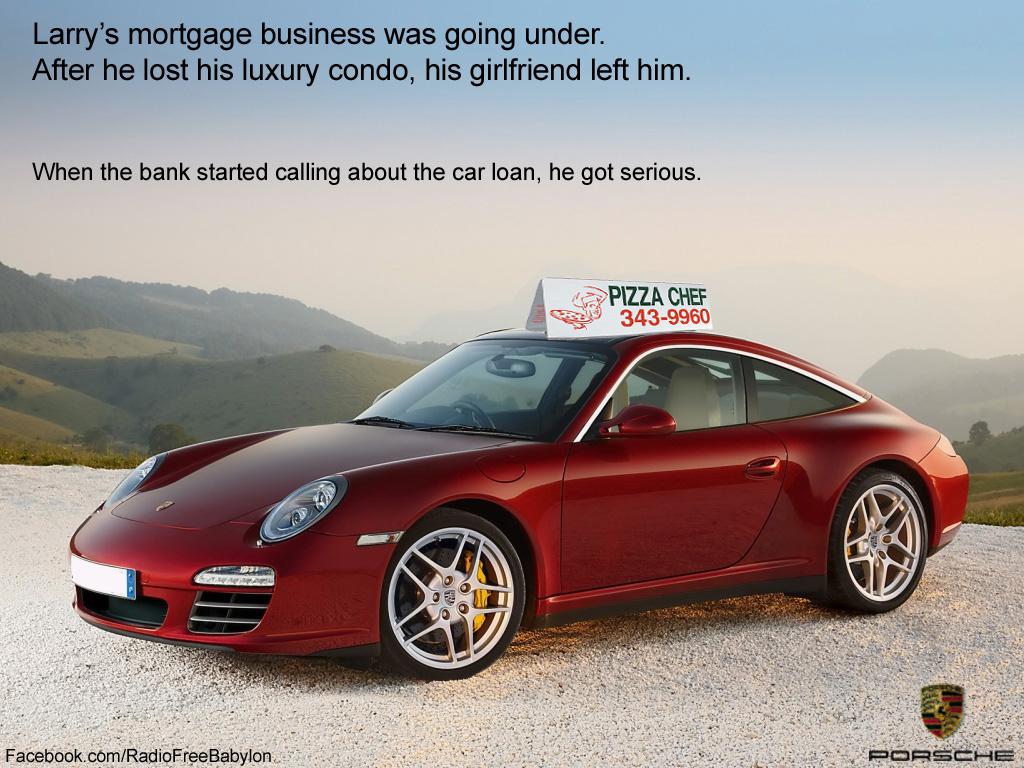 Larry’s mortgage business was going under.
After he lost his luxury condo, his girlfriend left him.
When the bank started calling about the car loan, he got serious.
PIZZA CHEF
343-9960
Facebook.com/RadioFreeBabylon
PORSCHE